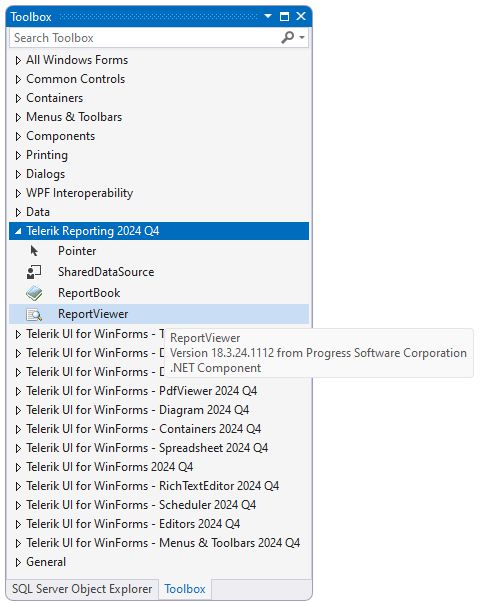 Toolbox
Search Toolbox
All Windows Forms
Common Controls
Containers
Menus & Toolbars
Components
Printing
Dialogs
WPF Interoperability
Data
Telerik Reporting 2024 Q4
Pointer
SharedDataSource
ReportBook
ReportViewer
Telerik UI for WinForms - T
ReportViewer
Telerik UI for WinForms - D
Version 18.3.24.1112 from Progress Software Corporation
Telerik UI for WinForms - D
.NET Component
Telerik UI for WinForms - PdfViewer 2024 Q4
Telerik UI for WinForms - Diagram 2024 Q4
Telerik UI for WinForms - Containers 2024 Q4
Telerik UI for WinForms - Spreadsheet 2024 Q4
Telerik UI for WinForms 2024 Q4
Telerik UI for WinForms - RichTextEditor 2024 Q4
Telerik UI for WinForms - Scheduler 2024 Q4
Telerik UI for WinForms - Editors 2024 Q4
Telerik UI for WinForms - Menus & Toolbars 2024 Q4
General
SQL Server Object Explorer
Toolbox